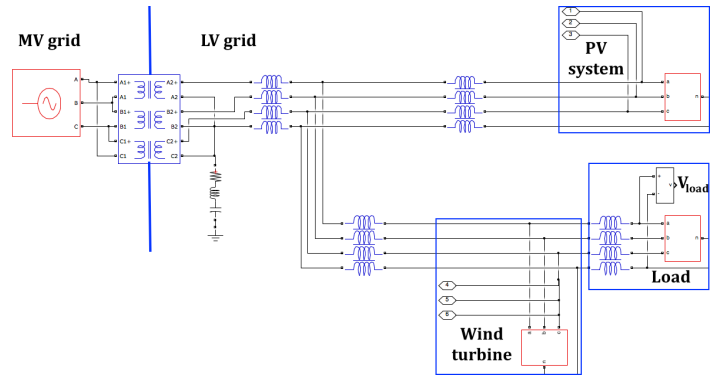 MV grid
LV grid
1
2
3
PV
system
a
b
c
n
A
B
C
A1+
A1
B1+
B1
C1+
C1
A2+
A2
B2+
B2
C2+
C2
+
-
v
Vload
a
b
c
n
Load
4
5
6
Wind
turbine
a
b
c